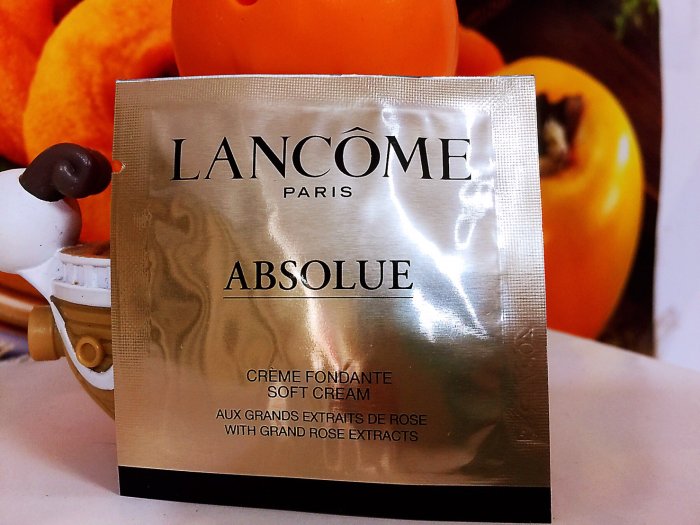 LANCÔME
PARIS
ABSOLUE
CRÈME FONDANTE
SOFT CREAM
AUX GRANDS EXTRAITS DE ROSE
WITH GRAND ROSE EXTRACTS